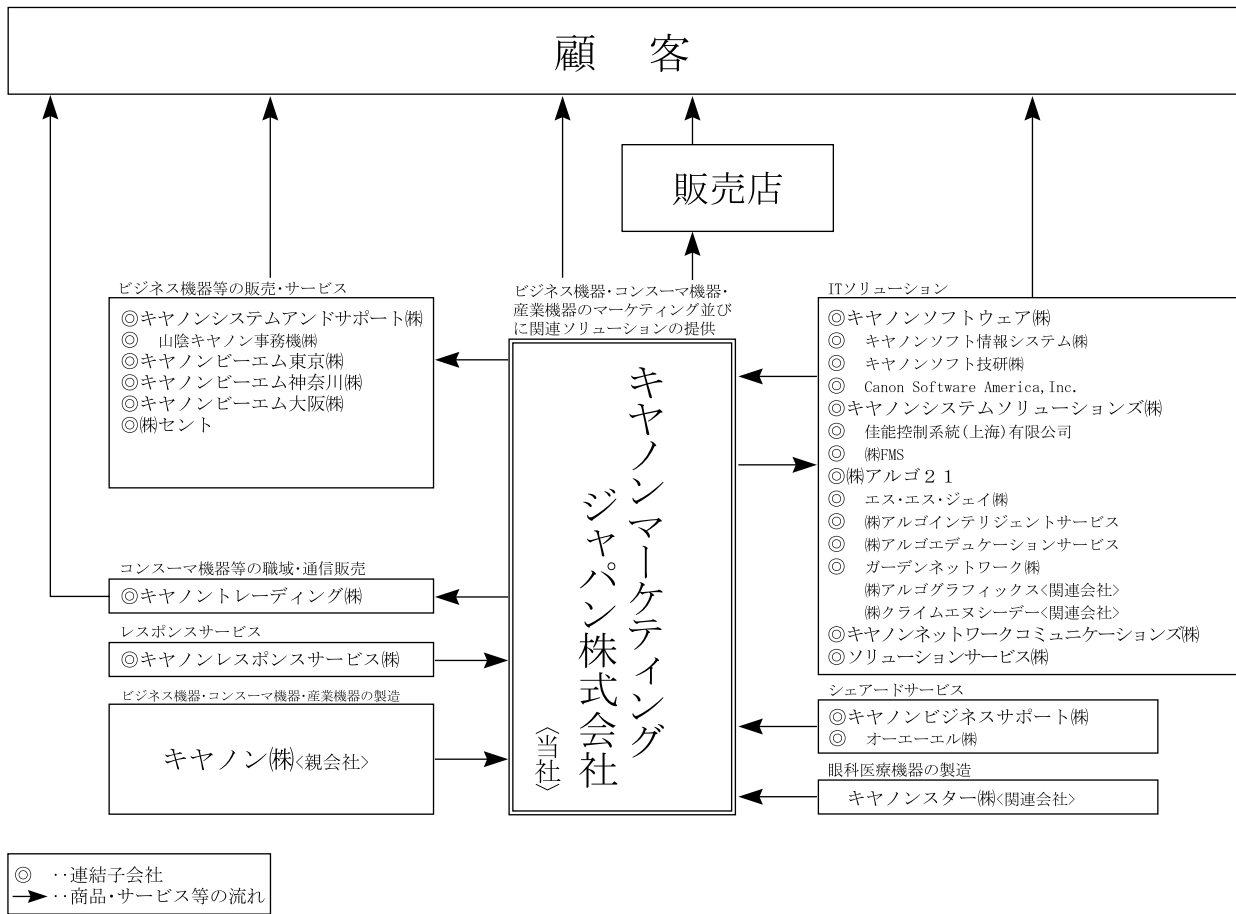 顧　客
販売店
ビジネス機器等の販売・サービス
◎キヤノンシステムアンドサポート㈱
◎　山陰キヤノン事務機㈱
◎キヤノンビーエム東京㈱
◎キヤノンビーエム神奈川㈱
◎キヤノンビーエム大阪㈱
◎㈱セント
コンスーマ機器等の職域・通信販売
◎キヤノントレーディング㈱
レスポンスサービス
◎キヤノンレスポンスサービス㈱
ビジネス機器・コンスーマ機器・産業機器の製造
キヤノン㈱<親会社>
ビジネス機器・コンスーマ機器・
産業機器のマーケティング並び
に関連ソリューションの提供
キヤノンマーケティング
ジャパン株式会社
〈当社〉
ITソリューション
◎キヤノンソフトウェア㈱
◎　キヤノンソフト情報システム㈱
◎　キヤノンソフト技研㈱
◎　Canon Software America,Inc.
◎キヤノンシステムソリューションズ㈱
◎　佳能控制系統(上海)有限公司
◎　㈱FMS
◎㈱アルゴ２１
◎　エス・エス・ジェイ㈱
◎　㈱アルゴインテリジェントサービス
◎　㈱アルゴエデュケーションサービス
◎　ガーデンネットワーク㈱
㈱アルゴグラフィックス<関連会社>
㈱クライムエヌシーデー<関連会社>
◎キヤノンネットワークコミュニケーションズ㈱
◎ソリューションサービス㈱
シェアードサービス
◎キヤノンビジネスサポート㈱
◎　オーエーエル㈱
眼科医療機器の製造
キヤノンスター㈱<関連会社>
◎　‥連結子会社
→‥商品・サービス等の流れ